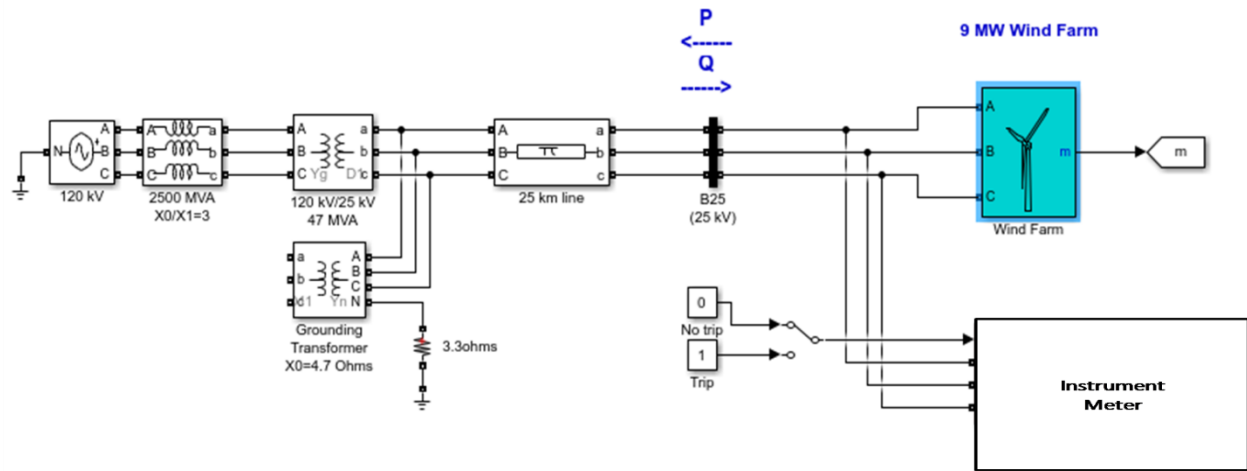 P
<------
Q
------>
9 MW Wind Farm
N
A
B
C
120 kV
A
B
C
a
b
c
2500 MVA
X0/X1=3
A
B
C
a
b
c
Yg
D1
120 kV/25 kV
47 MVA
A
B
C
a
b
c
25 km line
B25
(25 kV)
A
B
C
m
Wind Farm
m
a
b
A
B
C
N
Yn
Grounding
Transformer
X0=4.7 Ohms
3.3ohms
0
No trip
1
Trip
Instrument
Meter